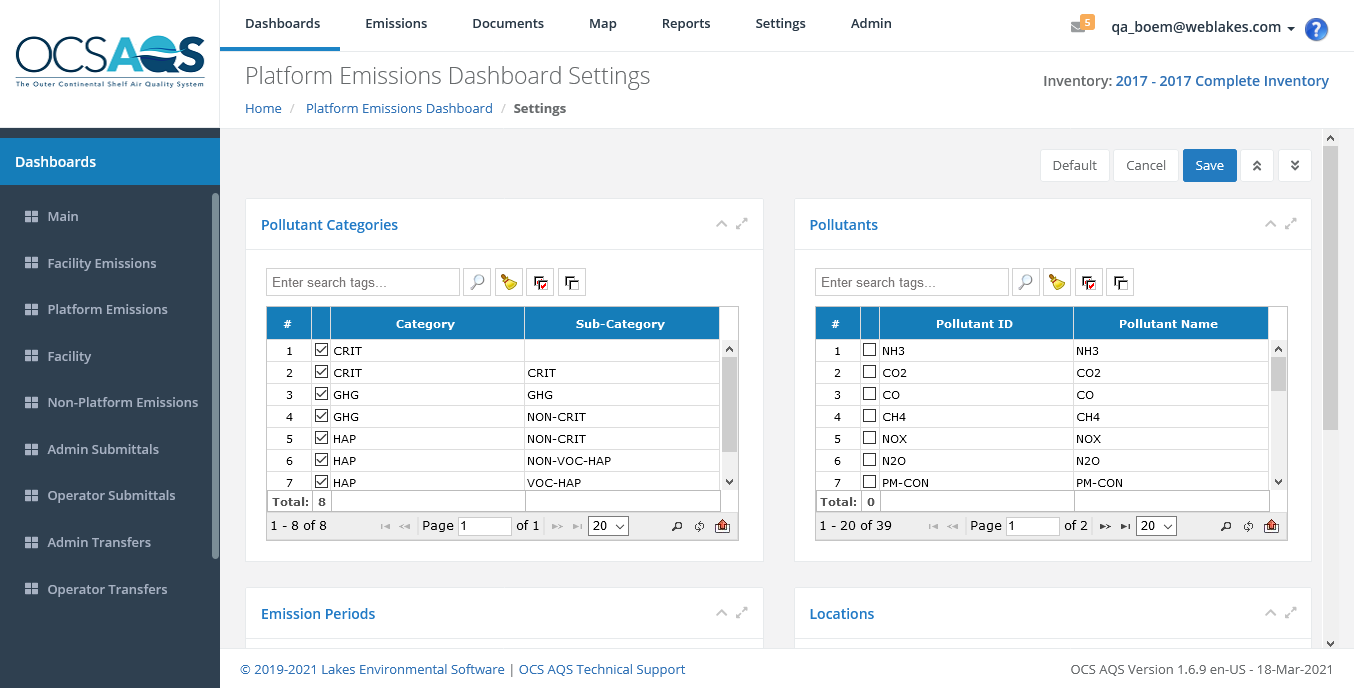 OCSAQS
The Outer Continental Shelf Air Quality System
Dashboards Emissions Documents Map Reports Settings Admin
5 qa_boem@weblakes.com ?
Platform Emissions Dashboard Settings
Inventory: 2017 - 2017 Complete Inventory
Home / Platform Emissions Dashboard / Settings
Dashboards
Main
Facility Emissions
Platform Emissions
Facility
Non-Platform Emissions
Admin Submittals
Operator Submittals
Admin Transfers
Operator Transfers
Default Cancel Save
Pollutant Categories
Enter search tags...
# Category Sub-Category
1 CRIT
2 CRIT CRIT
3 GHG GHG
4 GHG NON-CRIT
5 HAP NON-CRIT
6 HAP NON-VOC-HAP
7 HAP VOC-HAP
Total: 8
1 - 8 of 8 Page 1 of 1 20
Pollutants
Enter search tags...
# Pollutant ID Pollutant Name
1 NH3 NH3
2 CO2 CO2
3 CO CO
4 CH4 CH4
5 NOX NOX
6 N2O N2O
7 PM-CON PM-CON
Total: 0
1 - 20 of 39 Page 1 of 2 20
Emission Periods
Locations
© 2019-2021 Lakes Environmental Software | OCS AQS Technical Support
OCS AQS Version 1.6.9 en-US - 18-Mar-2021